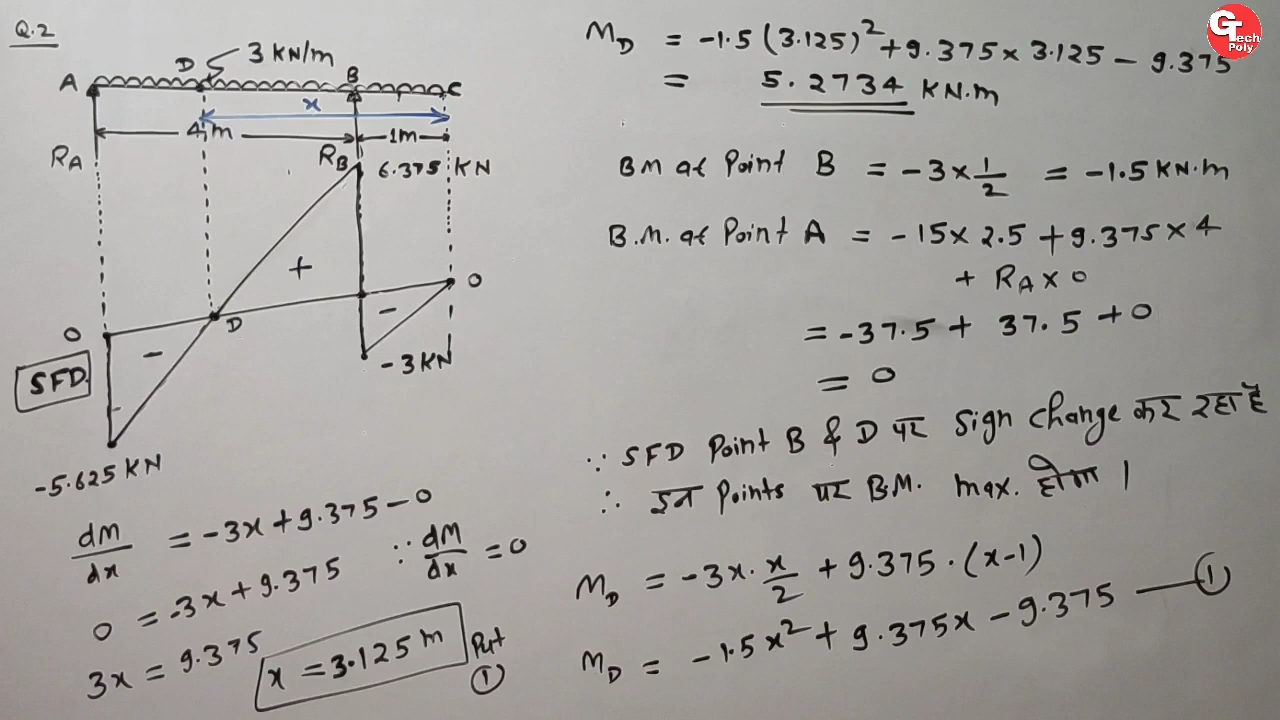 Q.2
3 KN/m
A D B C
x
4m 1m
RA RB 6.375 KN
+
0 D - 0
-
SFD.
-3KN
-5.625 KN
dM/dx = -3x + 9.375 - 0
0 = -3x + 9.375 ∵ dM/dx = 0
3x = 9.375
x = 3.125 m Put ①
MD = -1.5 (3.125)² + 9.375 × 3.125 - 9.375
= 5.2734 KN.m
BM at Point B = -3 × 1/2 = -1.5 KN.m
B.M. at Point A = -15 × 2.5 + 9.375 × 4
+ RA × 0
= -37.5 + 37.5 + 0
= 0
∵ SFD Point B & D पर Sign Change कर रहा है
∴ इन Points पर B.M. max. होगा।
MD = -3x · x/2 + 9.375 · (x-1)
MD = -1.5x² + 9.375x - 9.375 — ①
GTech Poly